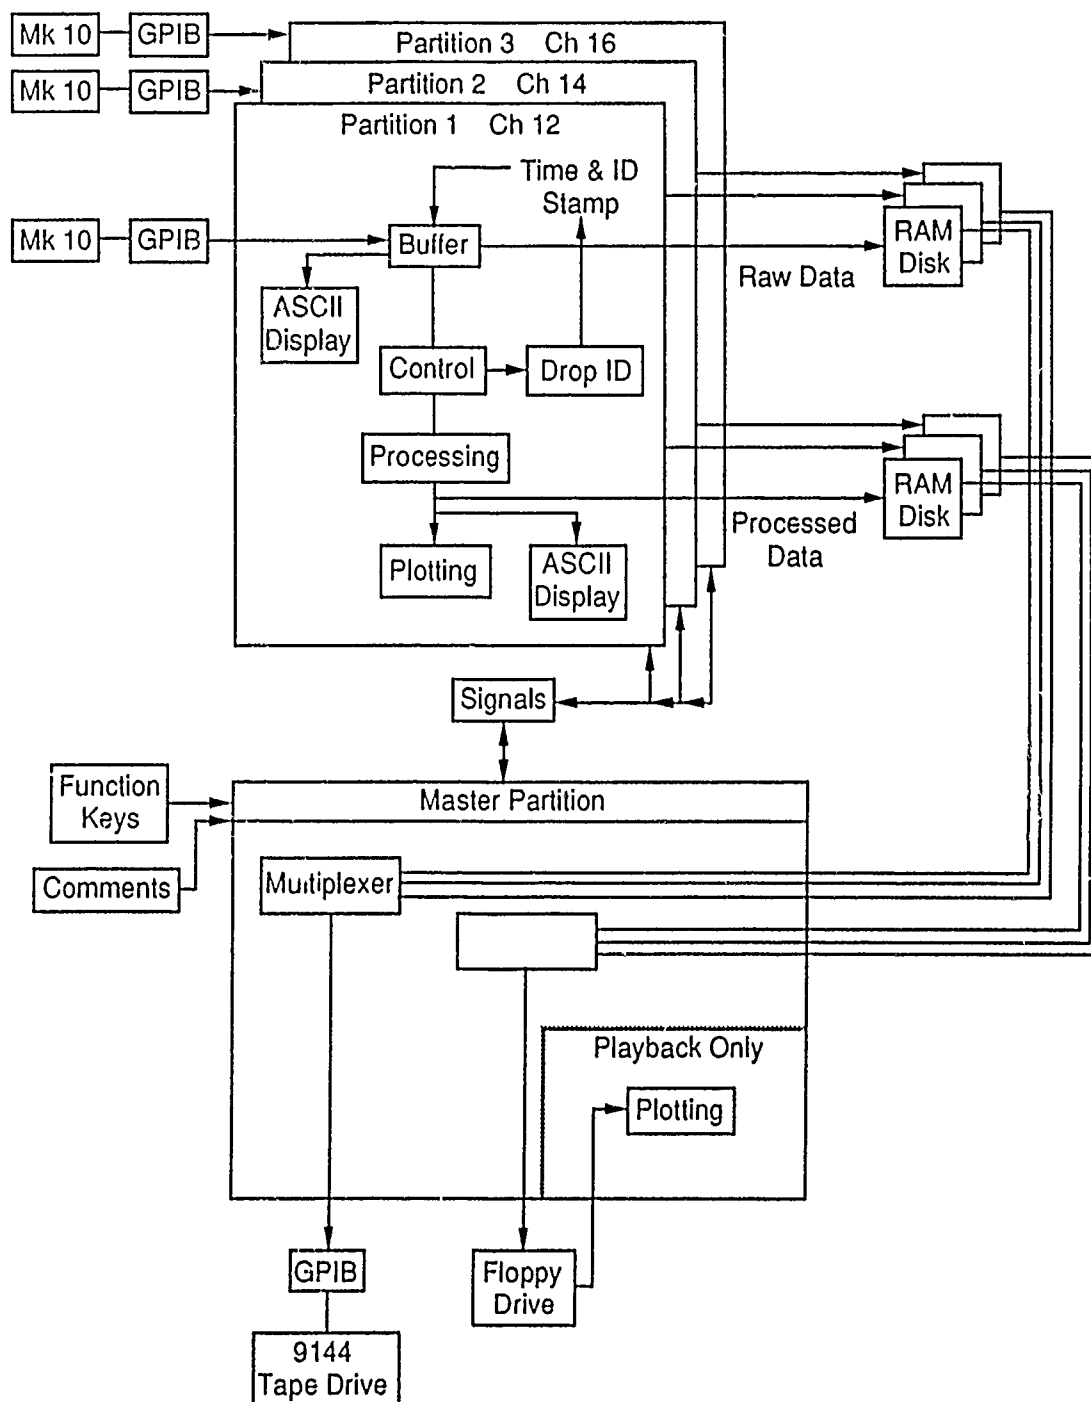 Mk 10
GPIB
Partition 3 Ch 16
Mk 10
GPIB
Partition 2 Ch 14
Partition 1 Ch 12
Time & ID
Stamp
Mk 10
GPIB
Buffer
RAM
Disk
Raw Data
ASCII
Display
Control
Drop ID
Processing
RAM
Disk
Processed
Data
Plotting
ASCII
Display
Signals
Function
Keys
Master Partition
Comments
Multiplexer
Playback Only
Plotting
GPIB
Floppy
Drive
9144
Tape Drive